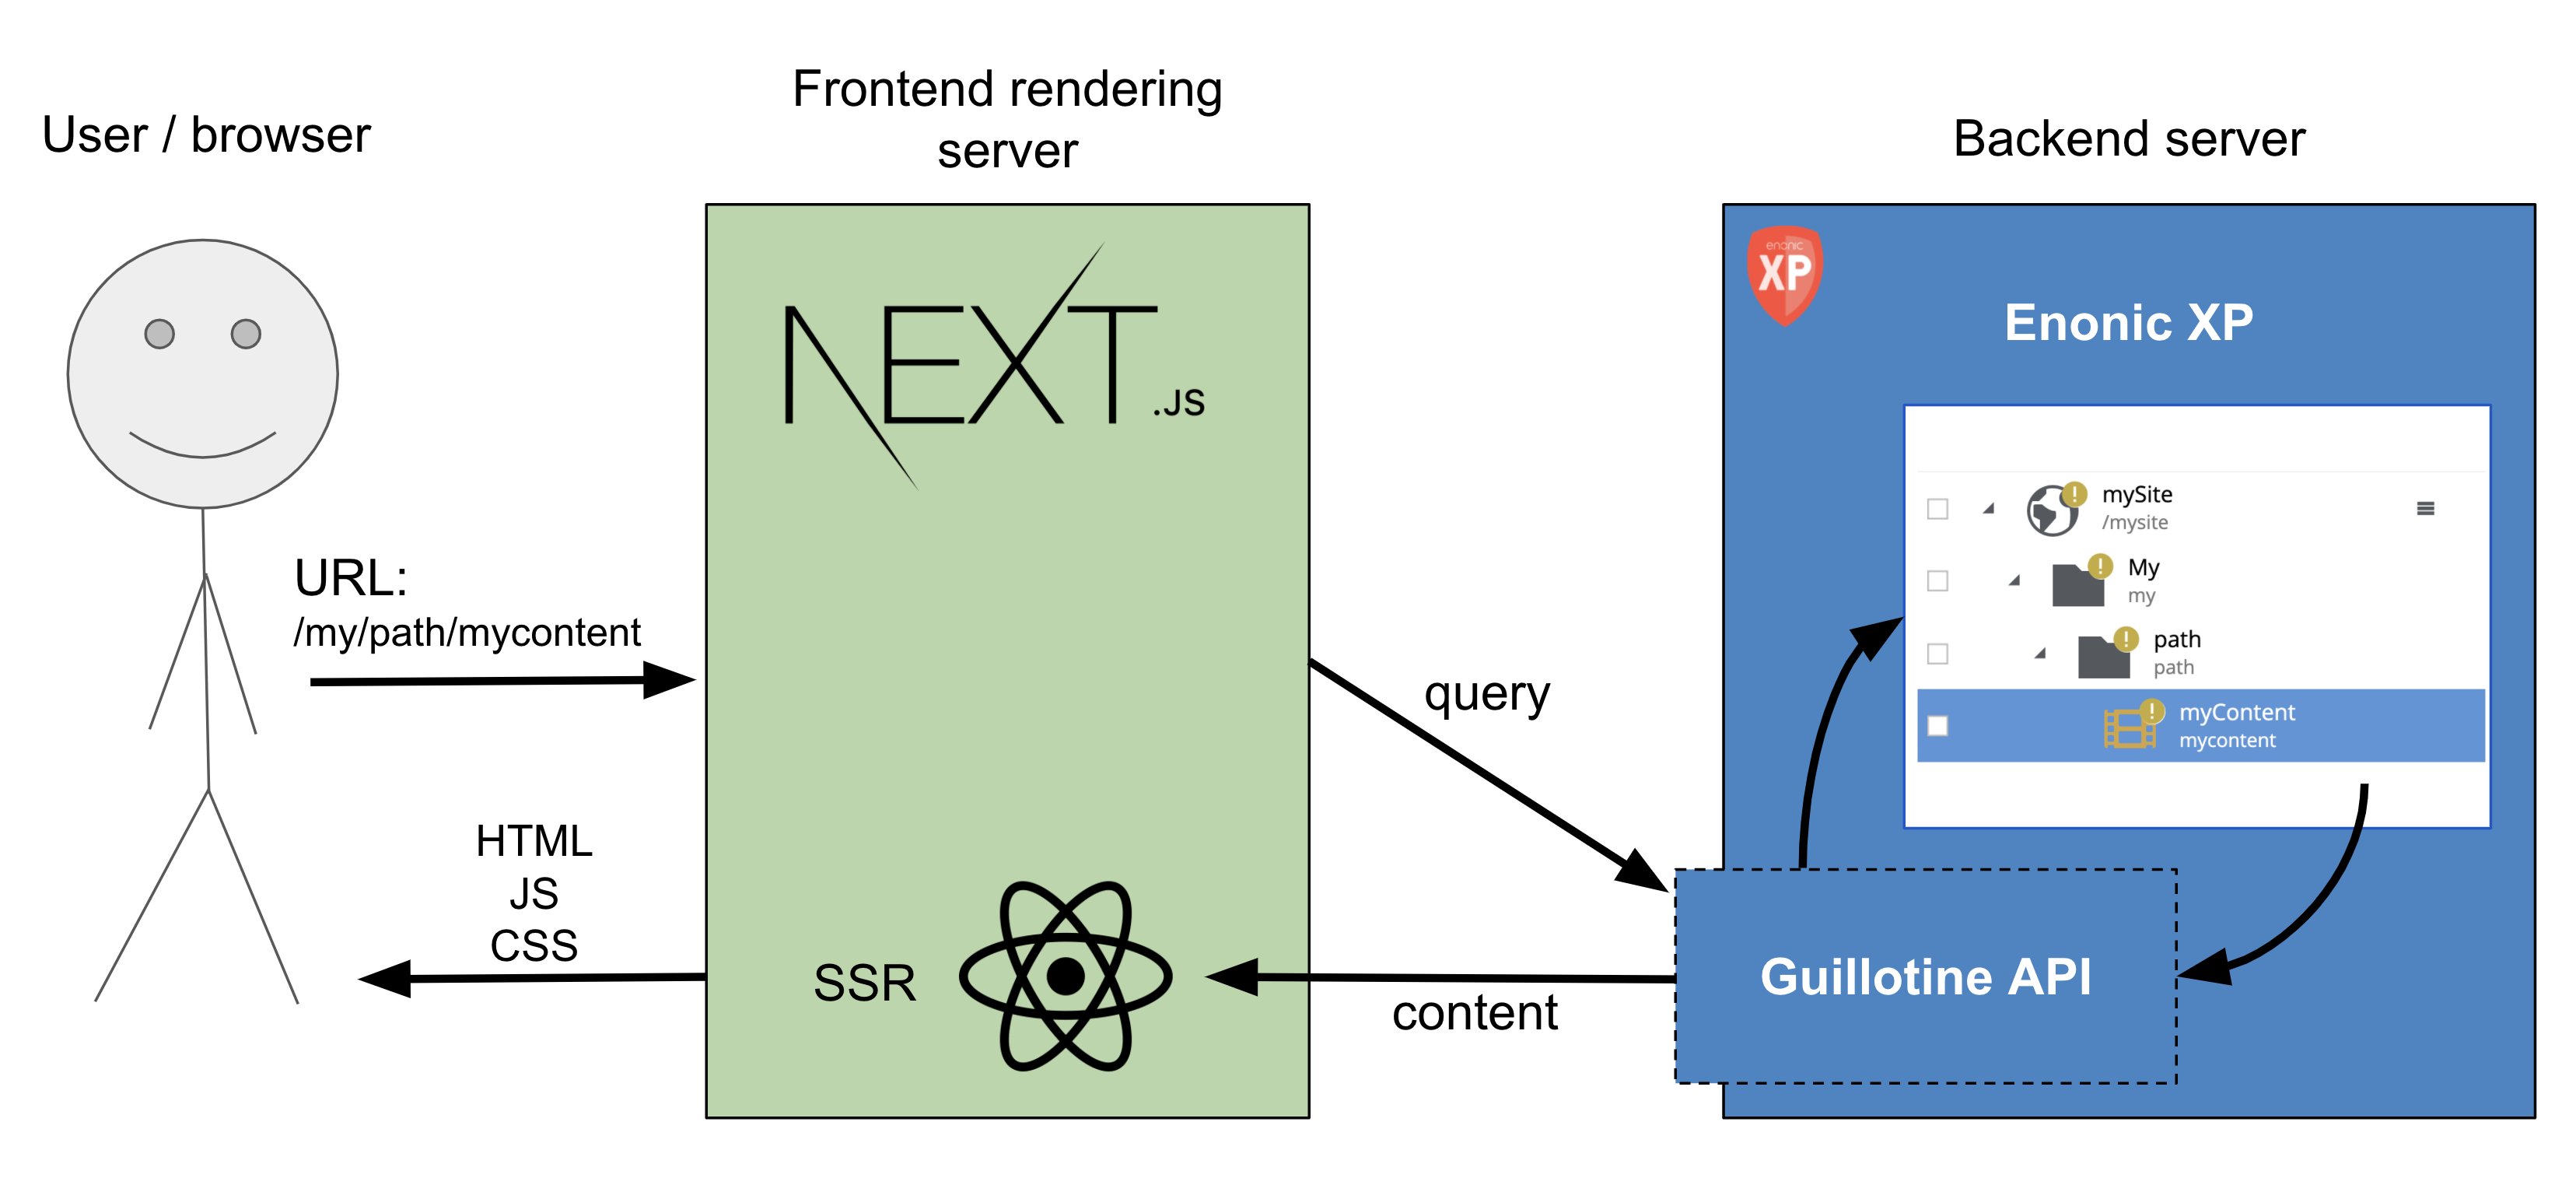 User / browser
Frontend rendering
server
Backend server
NEXT.JS
enonic
XP
Enonic XP
mySite
/mysite
My
my
path
path
myContent
mycontent
URL:
/my/path/mycontent
query
HTML
JS
CSS
SSR
content
Guillotine API